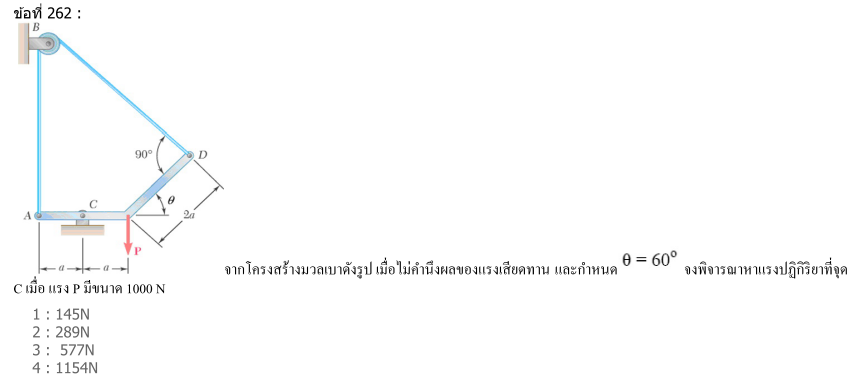 ข้อที่ 262 :
B
90°
D
θ
2a
A
C
P
a
a
จากโครงสร้างมวลเบาดังรูป เมื่อไม่คำนึงผลของแรงเสียดทาน และกำหนด θ = 60° จงพิจารณาหาแรงปฏิกิริยาที่จุด
C เมื่อ แรง P มีขนาด 1000 N
1 : 145N
2 : 289N
3 : 577N
4 : 1154N